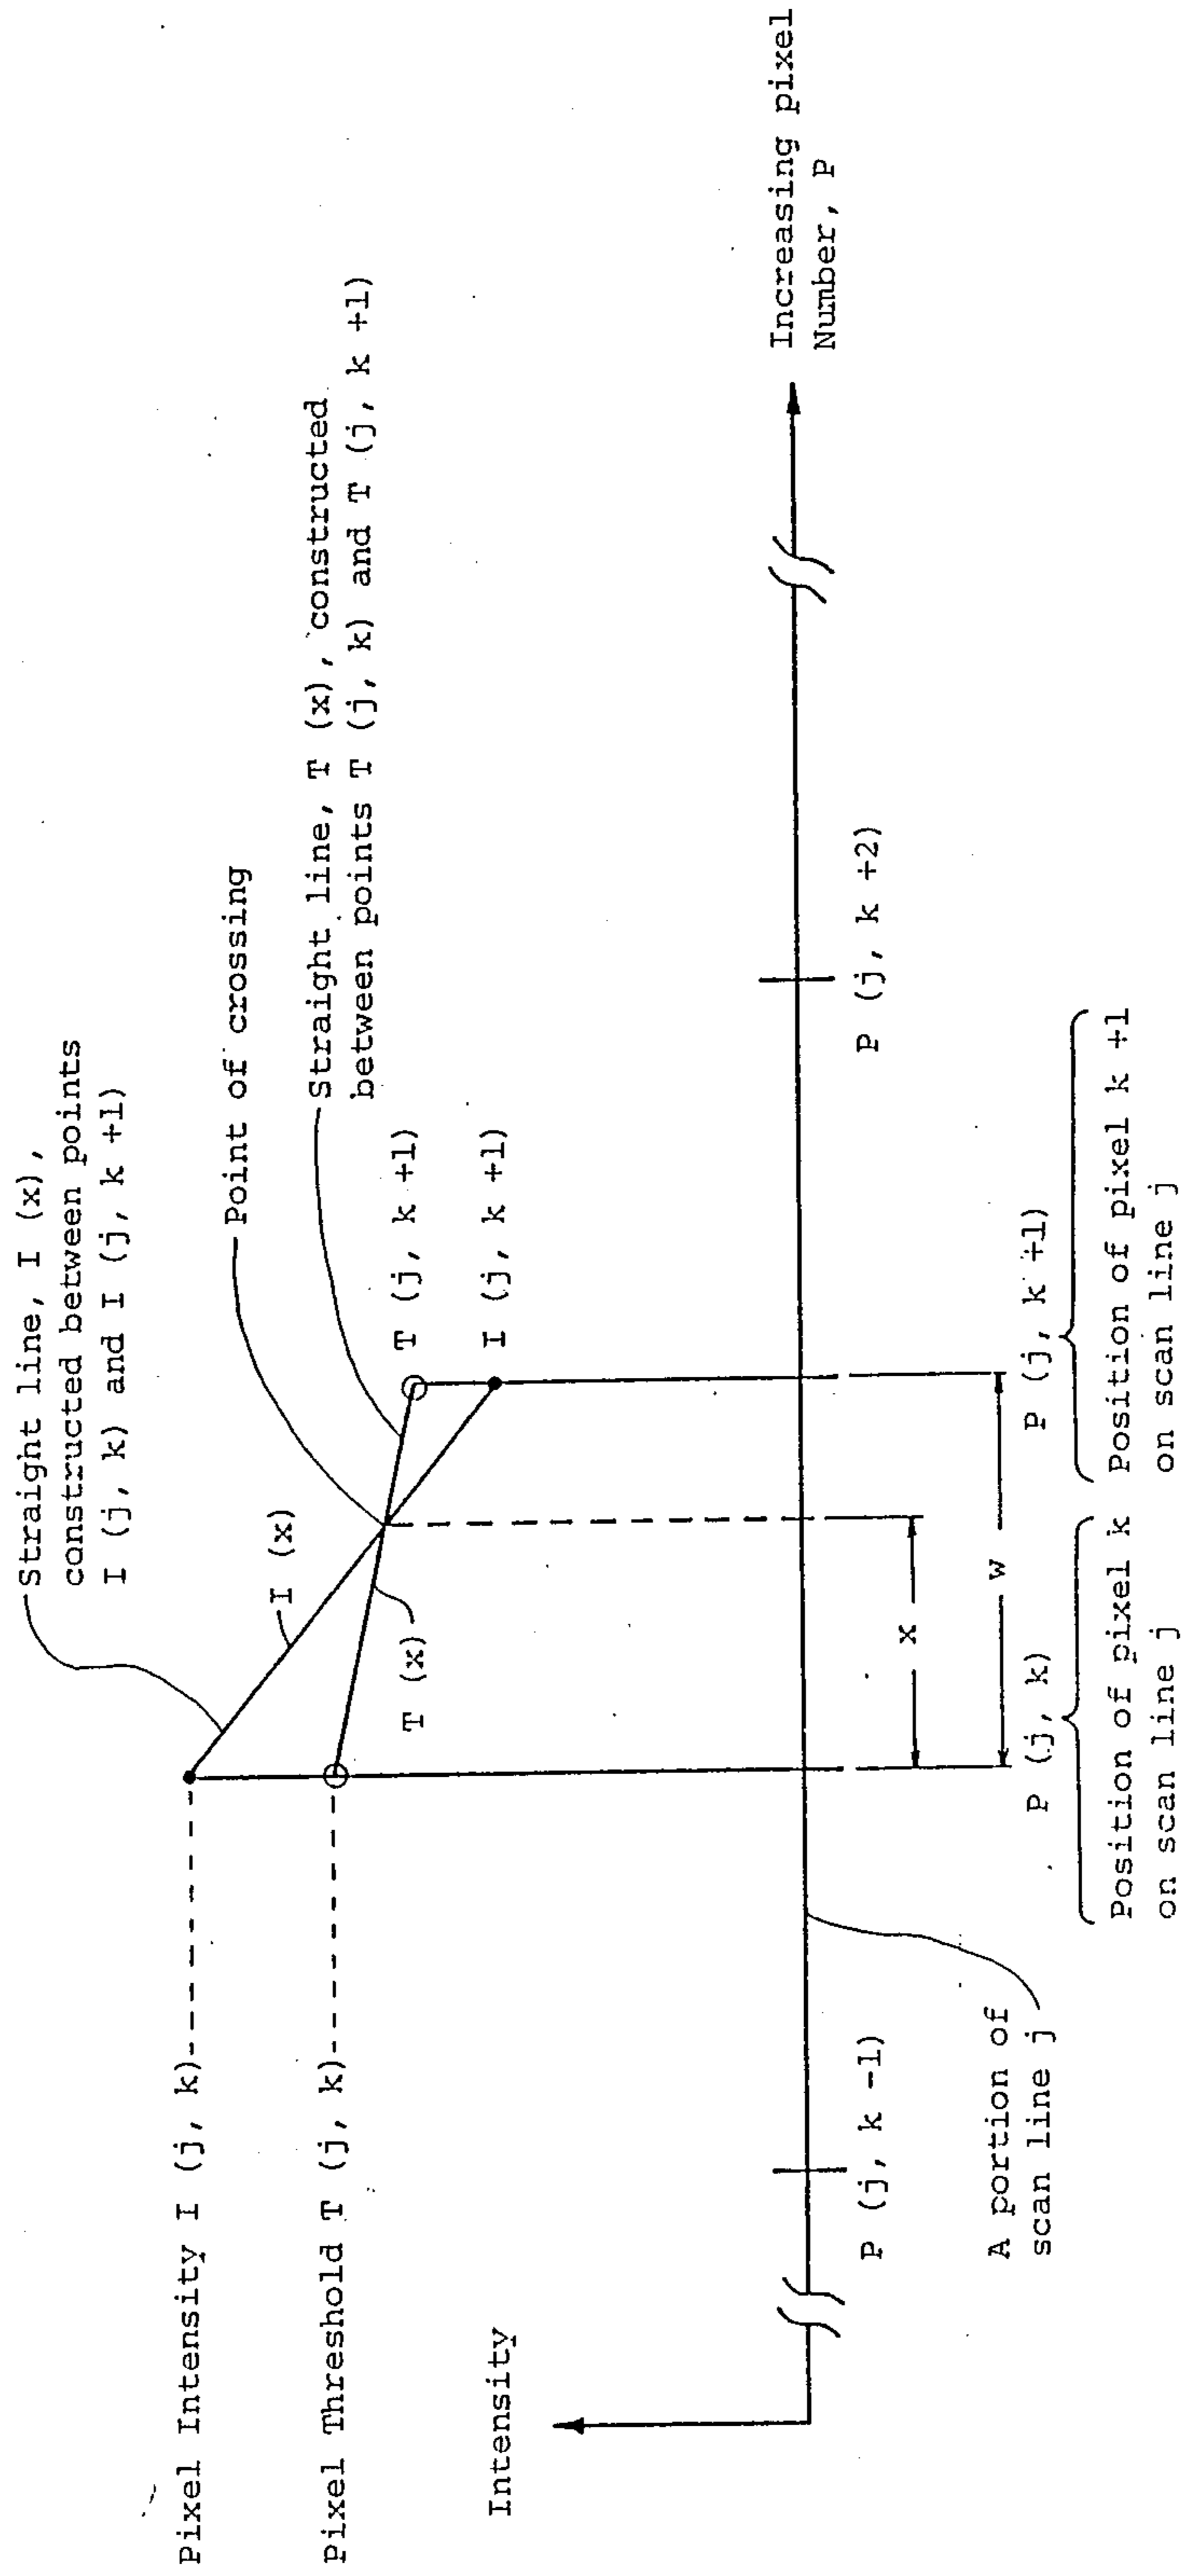 Straight line, I (x),
constructed between points
I (j, k) and I (j, k +1)
Pixel Intensity I (j, k)
I (x)
Point of crossing
Pixel Threshold T (j, k)
Straight line, T (x), constructed
between points T (j, k) and T (j, k +1)
T (x)
T (j, k +1)
I (j, k +1)
Intensity
Increasing pixel
Number, P
P (j, k -1)
P (j, k +2)
x
w
A portion of
scan line j
P (j, k)
Position of pixel k
on scan line j
P (j, k +1)
Position of pixel k +1
on scan line j